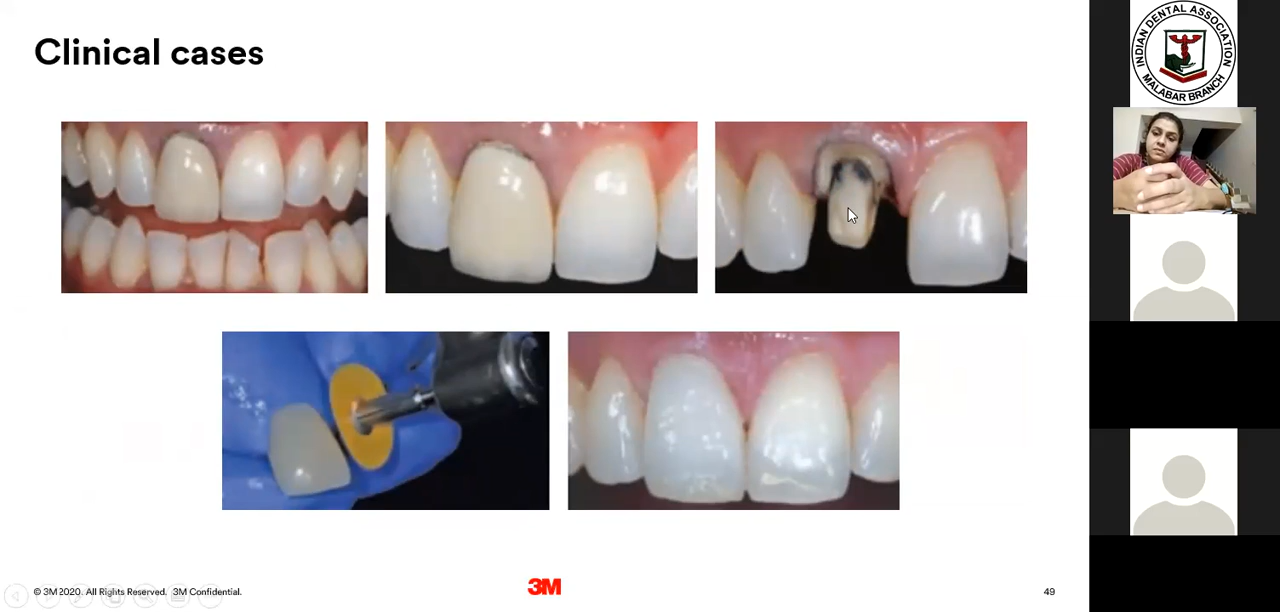 Clinical cases
INDIAN DENTAL ASSOCIATION
MALABAR BRANCH
© 3M 2020. All Rights Reserved. 3M Confidential.
3M
49